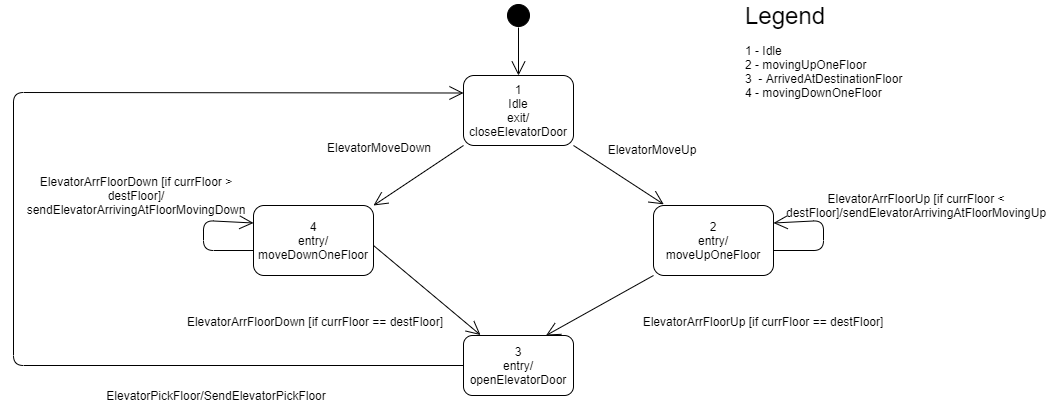 Legend
1 - Idle
2 - movingUpOneFloor
3  - ArrivedAtDestinationFloor
4 - movingDownOneFloor
1
Idle
exit/
closeElevatorDoor
ElevatorMoveDown
ElevatorMoveUp
ElevatorArrFloorDown [if currFloor >
destFloor]/
sendElevatorArrivingAtFloorMovingDown
ElevatorArrFloorUp [if currFloor <
destFloor]/sendElevatorArrivingAtFloorMovingUp
4
entry/
moveDownOneFloor
2
entry/
moveUpOneFloor
ElevatorArrFloorDown [if currFloor == destFloor]
ElevatorArrFloorUp [if currFloor == destFloor]
3
entry/
openElevatorDoor
ElevatorPickFloor/SendElevatorPickFloor